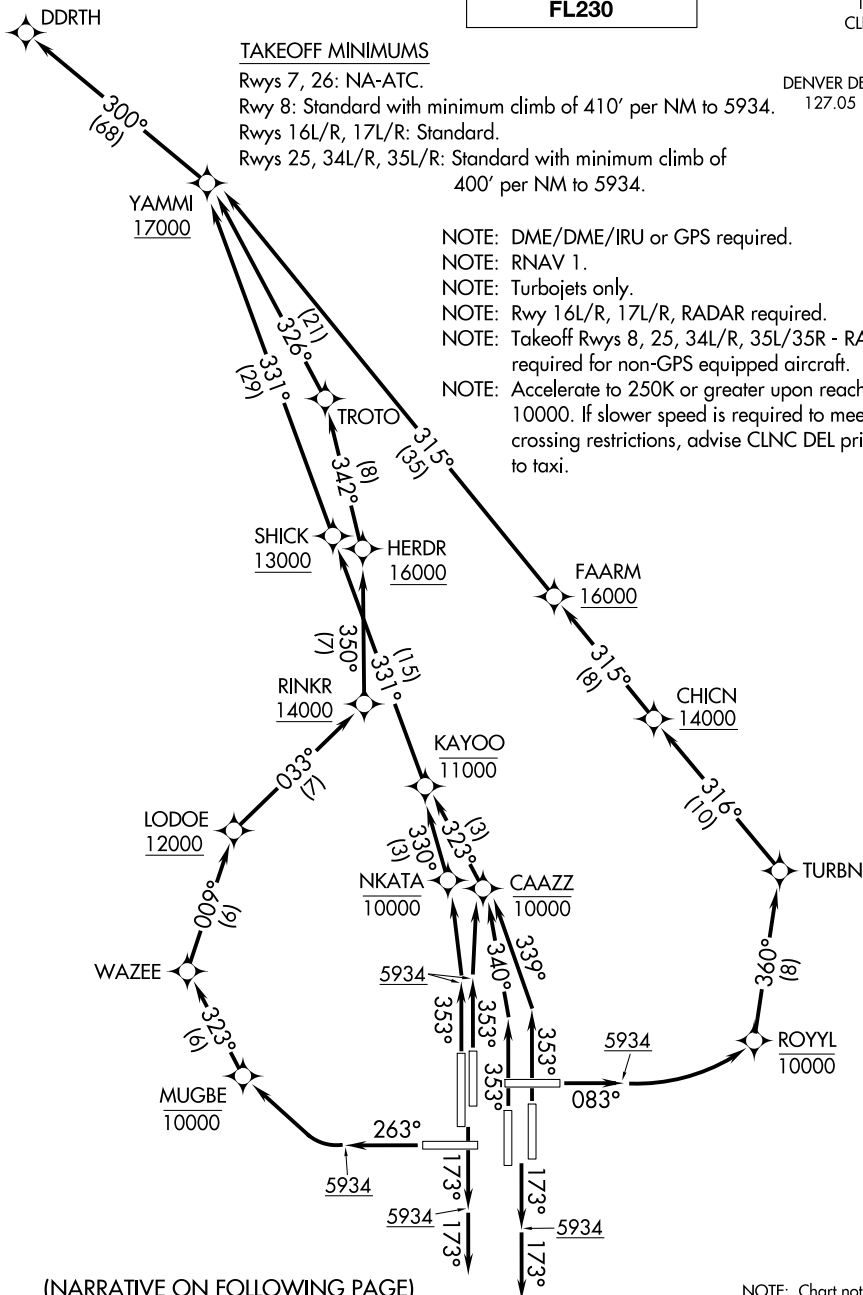 FL230
DDRTH
TAKEOFF MINIMUMS
Rwys 7, 26: NA-ATC.
Rwy 8: Standard with minimum climb of 410' per NM to 5934.
Rwys 16L/R, 17L/R: Standard.
Rwys 25, 34L/R, 35L/R: Standard with minimum climb of
400' per NM to 5934.
127.05
300°
(68)
YAMMI
17000
NOTE: DME/DME/IRU or GPS required.
NOTE: RNAV 1.
NOTE: Turbojets only.
NOTE: Rwy 16L/R, 17L/R, RADAR required.
NOTE: Takeoff Rwys 8, 25, 34L/R, 35L/35R -
required for non-GPS equipped aircraft.
NOTE: Accelerate to 250K or greater upon
10000. If slower speed is required to
crossing restrictions, advise CLNC DEL
to taxi.
(21)
326°
331°
(29)
TROTO
315°
(35)
(8)
342°
SHICK
13000
HERDR
16000
FAARM
16000
350°
(7)
(15)
331°
315°
(8)
RINKR
14000
CHICN
14000
KAYOO
11000
033°
(7)
316°
(10)
LODOE
12000
(3)
323°
330°
(3)
TURBN
NKATA
10000
CAAZZ
10000
009°
(6)
340°
339°
360°
(8)
WAZEE
5934
323°
(6)
353°
353°
353°
353°
5934
ROYYL
10000
MUGBE
10000
083°
263°
5934
173°
173°
5934
5934
173°
173°
(NARRATIVE ON FOLLOWING PAGE)
NOTE: Chart not